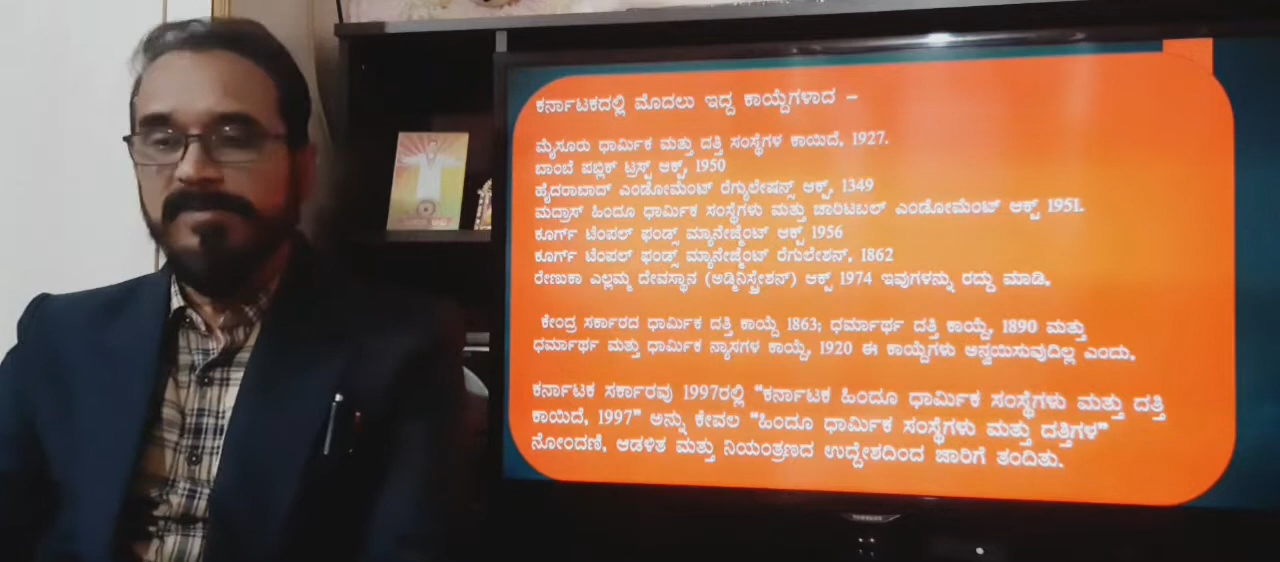 ಕರ್ನಾಟಕದಲ್ಲಿ ಮೊದಲು ಇದ್ದ ಕಾಯ್ದೆಗಳಾದ –
ಮೈಸೂರು ಧಾರ್ಮಿಕ ಮತ್ತು ದತ್ತಿ ಸಂಸ್ಥೆಗಳ ಕಾಯಿದೆ, 1927.
ಬಾಂಬೆ ಪಬ್ಲಿಕ್ ಟ್ರಸ್ಟ್ ಆಕ್ಟ್, 1950
ಹೈದರಾಬಾದ್ ಎಂಡೋಮೆಂಟ್ ರೆಗ್ಯುಲೇಷನ್ಸ್ ಆಕ್ಟ್, 1349
ಮದ್ರಾಸ್ ಹಿಂದೂ ಧಾರ್ಮಿಕ ಸಂಸ್ಥೆಗಳು ಮತ್ತು ಚಾರಿಟಬಲ್ ಎಂಡೋಮೆಂಟ್ ಆಕ್ಟ್ 1951.
ಕೂರ್ಗ್ ಟೆಂಪಲ್ ಫಂಡ್ಸ್ ಮ್ಯಾನೇಜ್ಮೆಂಟ್ ಆಕ್ಟ್ 1956
ಕೂರ್ಗ್ ಟೆಂಪಲ್ ಫಂಡ್ಸ್ ಮ್ಯಾನೇಜ್ಮೆಂಟ್ ರೆಗುಲೇಶನ್, 1862
ರೇಣುಕಾ ಎಲ್ಲಮ್ಮ ದೇವಸ್ಥಾನ (ಅಡ್ಮಿನಿಸ್ಟ್ರೇಶನ್) ಆಕ್ಟ್ 1974 ಇವುಗಳನ್ನು ರದ್ದು ಮಾಡಿ,
ಕೇಂದ್ರ ಸರ್ಕಾರದ ಧಾರ್ಮಿಕ ದತ್ತಿ ಕಾಯ್ದೆ 1863; ಧರ್ಮಾರ್ಥ ದತ್ತಿ ಕಾಯ್ದೆ, 1890 ಮತ್ತು
ಧರ್ಮಾರ್ಥ ಮತ್ತು ಧಾರ್ಮಿಕ ನ್ಯಾಸಗಳ ಕಾಯ್ದೆ, 1920 ಈ ಕಾಯ್ದೆಗಳು ಅನ್ವಯಿಸುವುದಿಲ್ಲ ಎಂದು,
ಕರ್ನಾಟಕ ಸರ್ಕಾರವು 1997ರಲ್ಲಿ “ಕರ್ನಾಟಕ ಹಿಂದೂ ಧಾರ್ಮಿಕ ಸಂಸ್ಥೆಗಳು ಮತ್ತು ದತ್ತಿ
ಕಾಯಿದೆ, 1997” ಅನ್ನು ಕೇವಲ “ಹಿಂದೂ ಧಾರ್ಮಿಕ ಸಂಸ್ಥೆಗಳು ಮತ್ತು ದತ್ತಿಗಳ”
ನೋಂದಣಿ, ಆಡಳಿತ ಮತ್ತು ನಿಯಂತ್ರಣದ ಉದ್ದೇಶದಿಂದ ಜಾರಿಗೆ ತಂದಿತು.